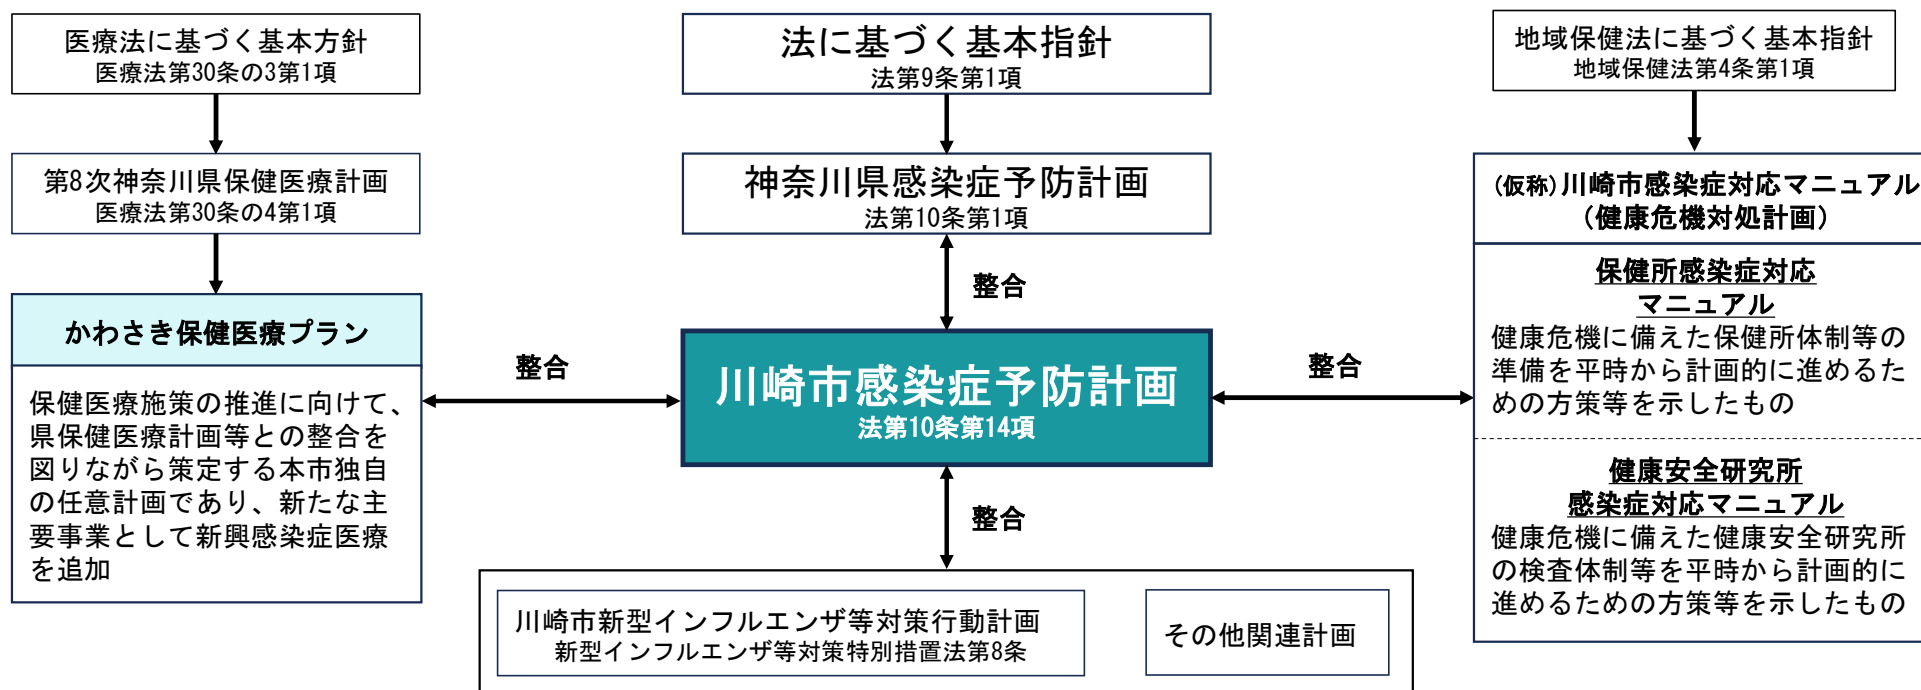 医療法に基づく基本方針
医療法第30条の3第1項
第8次神奈川県保健医療計画
医療法第30条の4第1項
かわさき保健医療プラン
保健医療施策の推進に向けて、
県保健医療計画等との整合を
図りながら策定する本市独自
の任意計画であり、新たな主
要事業として新興感染症医療
を追加
整合
法に基づく基本指針
法第9条第1項
神奈川県感染症予防計画
法第10条第1項
整合
川崎市感染症予防計画
法第10条第14項
整合
川崎市新型インフルエンザ等対策行動計画
新型インフルエンザ等対策特別措置法第8条
その他関連計画
整合
地域保健法に基づく基本指針
地域保健法第4条第1項
(仮称)川崎市感染症対応マニュアル
(健康危機対処計画)
保健所感染症対応
マニュアル
健康危機に備えた保健所体制等の
準備を平時から計画的に進めるた
めの方策等を示したもの
健康安全研究所
感染症対応マニュアル
健康危機に備えた健康安全研究所
の検査体制等を平時から計画的に
進めるための方策等を示したもの